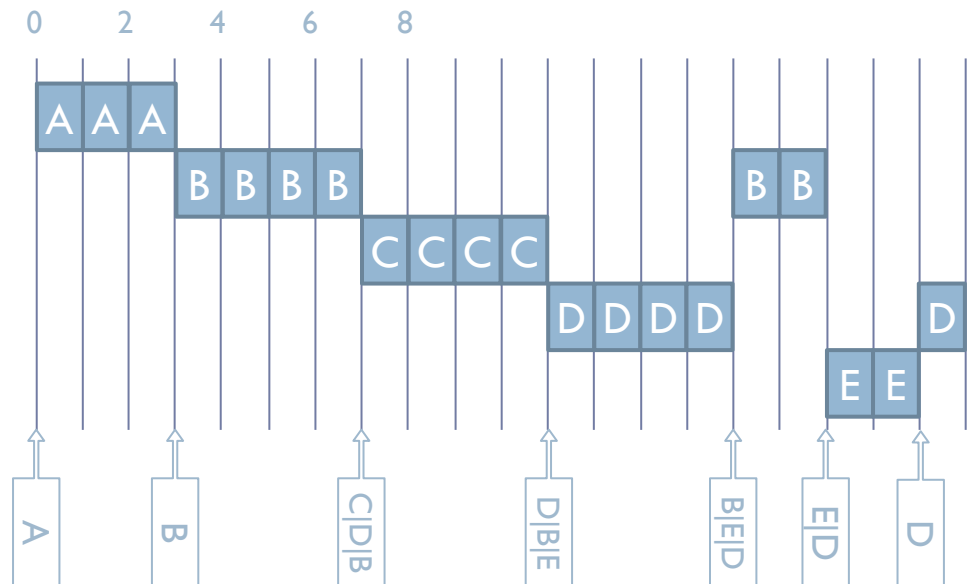 0 2 4 6 8
A A A
B B B B B B
C C C C
D D D D D
E E
A
B
C|D|B
D|B|E
B|E|D
E|D
D